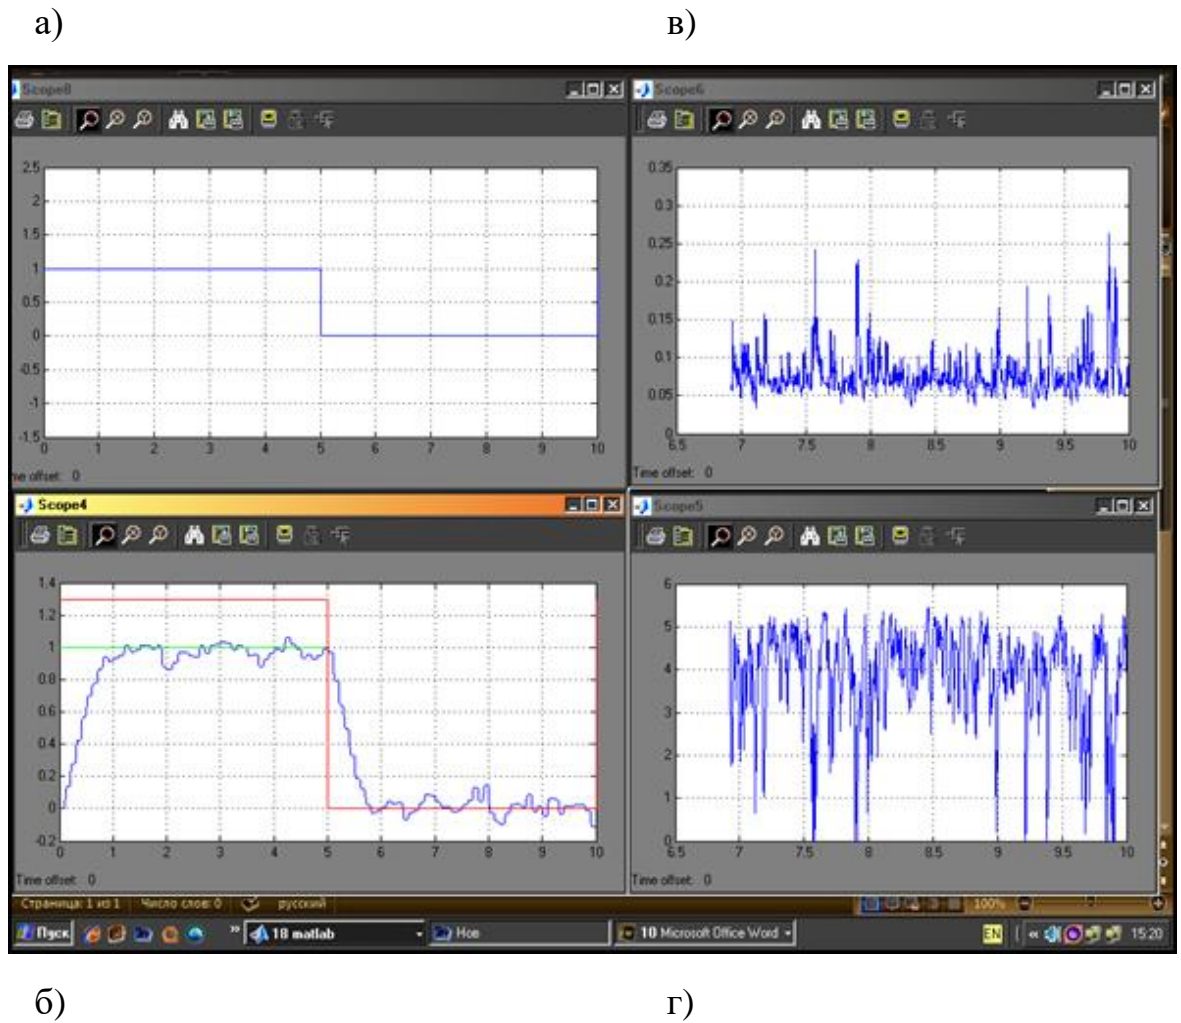 а)
в)
Scope8
Scope6
2.5
2
1.5
1
0.5
0
-0.5
-1
-1.5
0 1 2 3 4 5 6 7 8 9 10
me offset: 0
0.35
0.3
0.25
0.2
0.15
0.1
0.05
0
6.5 7 7.5 8 8.5 9 9.5 10
Time offset: 0
Scope4
Scope5
1.4
1.2
1
0.8
0.6
0.4
0.2
0
-0.2
0 1 2 3 4 5 6 7 8 9 10
Time offset: 0
6
5
4
3
2
1
0
6.5 7 7.5 8 8.5 9 9.5 10
Time offset: 0
Страница: 1 из 1 Число слов: 0 русский 100%
Пуск » 18 matlab Нов 10 Microsoft Office Word EN « 15:20
б)
г)